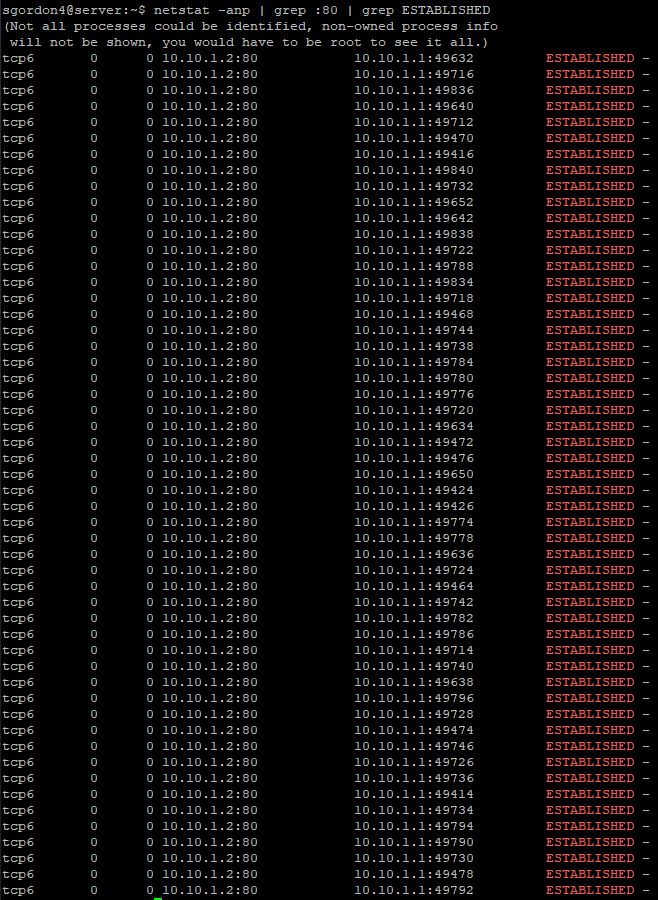 sgordon4@server:~$ netstat -anp | grep :80 | grep ESTABLISHED
(Not all processes could be identified, non-owned process info
 will not be shown, you would have to be root to see it all.)
tcp6 0 0 10.10.1.2:80 10.10.1.1:49632 ESTABLISHED -
tcp6 0 0 10.10.1.2:80 10.10.1.1:49716 ESTABLISHED -
tcp6 0 0 10.10.1.2:80 10.10.1.1:49836 ESTABLISHED -
tcp6 0 0 10.10.1.2:80 10.10.1.1:49640 ESTABLISHED -
tcp6 0 0 10.10.1.2:80 10.10.1.1:49712 ESTABLISHED -
tcp6 0 0 10.10.1.2:80 10.10.1.1:49470 ESTABLISHED -
tcp6 0 0 10.10.1.2:80 10.10.1.1:49416 ESTABLISHED -
tcp6 0 0 10.10.1.2:80 10.10.1.1:49840 ESTABLISHED -
tcp6 0 0 10.10.1.2:80 10.10.1.1:49732 ESTABLISHED -
tcp6 0 0 10.10.1.2:80 10.10.1.1:49652 ESTABLISHED -
tcp6 0 0 10.10.1.2:80 10.10.1.1:49642 ESTABLISHED -
tcp6 0 0 10.10.1.2:80 10.10.1.1:49838 ESTABLISHED -
tcp6 0 0 10.10.1.2:80 10.10.1.1:49722 ESTABLISHED -
tcp6 0 0 10.10.1.2:80 10.10.1.1:49788 ESTABLISHED -
tcp6 0 0 10.10.1.2:80 10.10.1.1:49834 ESTABLISHED -
tcp6 0 0 10.10.1.2:80 10.10.1.1:49718 ESTABLISHED -
tcp6 0 0 10.10.1.2:80 10.10.1.1:49468 ESTABLISHED -
tcp6 0 0 10.10.1.2:80 10.10.1.1:49744 ESTABLISHED -
tcp6 0 0 10.10.1.2:80 10.10.1.1:49738 ESTABLISHED -
tcp6 0 0 10.10.1.2:80 10.10.1.1:49784 ESTABLISHED -
tcp6 0 0 10.10.1.2:80 10.10.1.1:49780 ESTABLISHED -
tcp6 0 0 10.10.1.2:80 10.10.1.1:49776 ESTABLISHED -
tcp6 0 0 10.10.1.2:80 10.10.1.1:49720 ESTABLISHED -
tcp6 0 0 10.10.1.2:80 10.10.1.1:49634 ESTABLISHED -
tcp6 0 0 10.10.1.2:80 10.10.1.1:49472 ESTABLISHED -
tcp6 0 0 10.10.1.2:80 10.10.1.1:49476 ESTABLISHED -
tcp6 0 0 10.10.1.2:80 10.10.1.1:49650 ESTABLISHED -
tcp6 0 0 10.10.1.2:80 10.10.1.1:49424 ESTABLISHED -
tcp6 0 0 10.10.1.2:80 10.10.1.1:49426 ESTABLISHED -
tcp6 0 0 10.10.1.2:80 10.10.1.1:49774 ESTABLISHED -
tcp6 0 0 10.10.1.2:80 10.10.1.1:49778 ESTABLISHED -
tcp6 0 0 10.10.1.2:80 10.10.1.1:49636 ESTABLISHED -
tcp6 0 0 10.10.1.2:80 10.10.1.1:49724 ESTABLISHED -
tcp6 0 0 10.10.1.2:80 10.10.1.1:49464 ESTABLISHED -
tcp6 0 0 10.10.1.2:80 10.10.1.1:49742 ESTABLISHED -
tcp6 0 0 10.10.1.2:80 10.10.1.1:49782 ESTABLISHED -
tcp6 0 0 10.10.1.2:80 10.10.1.1:49786 ESTABLISHED -
tcp6 0 0 10.10.1.2:80 10.10.1.1:49714 ESTABLISHED -
tcp6 0 0 10.10.1.2:80 10.10.1.1:49740 ESTABLISHED -
tcp6 0 0 10.10.1.2:80 10.10.1.1:49638 ESTABLISHED -
tcp6 0 0 10.10.1.2:80 10.10.1.1:49796 ESTABLISHED -
tcp6 0 0 10.10.1.2:80 10.10.1.1:49728 ESTABLISHED -
tcp6 0 0 10.10.1.2:80 10.10.1.1:49474 ESTABLISHED -
tcp6 0 0 10.10.1.2:80 10.10.1.1:49746 ESTABLISHED -
tcp6 0 0 10.10.1.2:80 10.10.1.1:49726 ESTABLISHED -
tcp6 0 0 10.10.1.2:80 10.10.1.1:49736 ESTABLISHED -
tcp6 0 0 10.10.1.2:80 10.10.1.1:49414 ESTABLISHED -
tcp6 0 0 10.10.1.2:80 10.10.1.1:49734 ESTABLISHED -
tcp6 0 0 10.10.1.2:80 10.10.1.1:49794 ESTABLISHED -
tcp6 0 0 10.10.1.2:80 10.10.1.1:49790 ESTABLISHED -
tcp6 0 0 10.10.1.2:80 10.10.1.1:49730 ESTABLISHED -
tcp6 0 0 10.10.1.2:80 10.10.1.1:49478 ESTABLISHED -
tcp6 0 0 10.10.1.2:80 10.10.1.1:49792 ESTABLISHED -